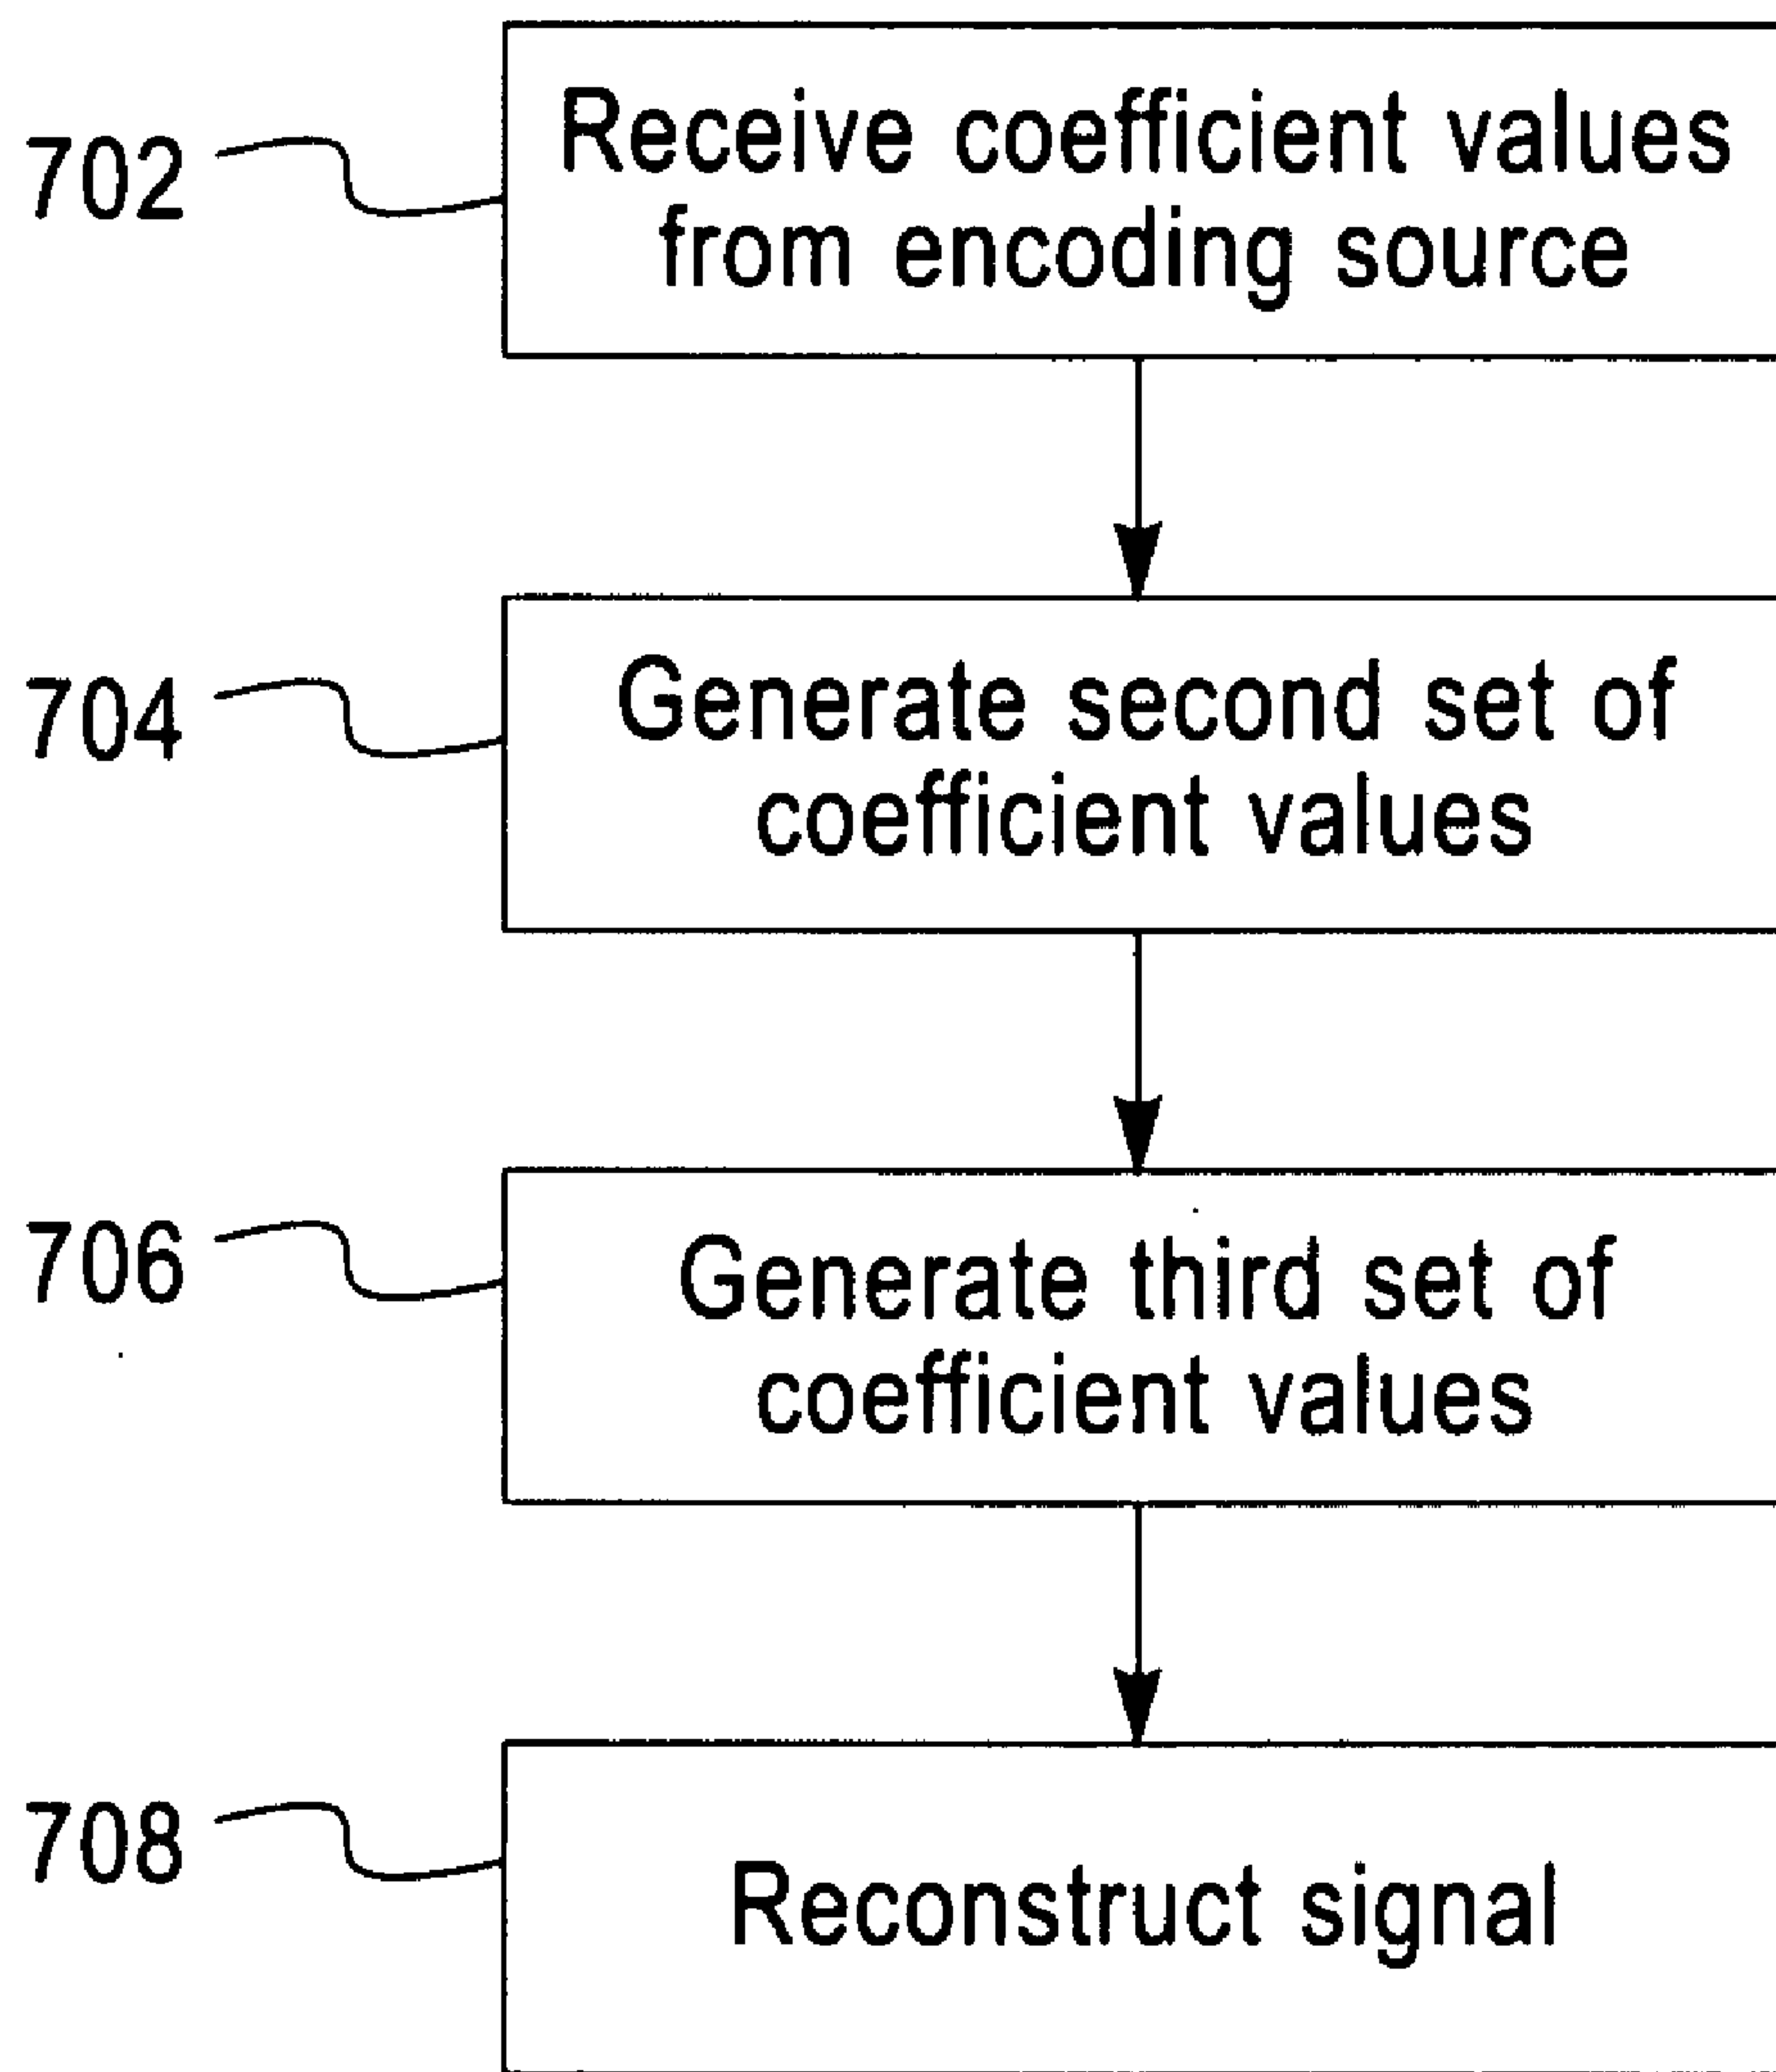 702
Receive coefficient values
from encoding source
704
Generate second set of
coefficient values
706
Generate third set of
coefficient values
708
Reconstruct signal